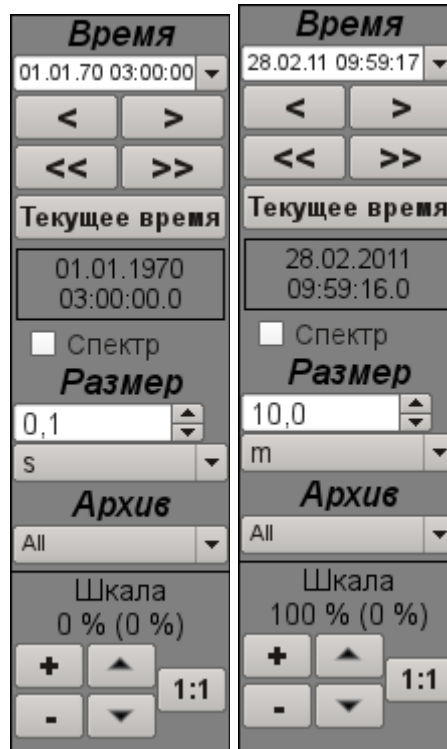 Время
01.01.70 03:00:00
< >
<< >>
Текущее время
01.01.1970
03:00:00.0
Спектр
Размер
0,1
s
Архив
All
Шкала
0 % (0 %)
+
1:1
-
Время
28.02.11 09:59:17
< >
<< >>
Текущее время
28.02.2011
09:59:16.0
Спектр
Размер
10,0
m
Архив
All
Шкала
100 % (0 %)
+
1:1
-